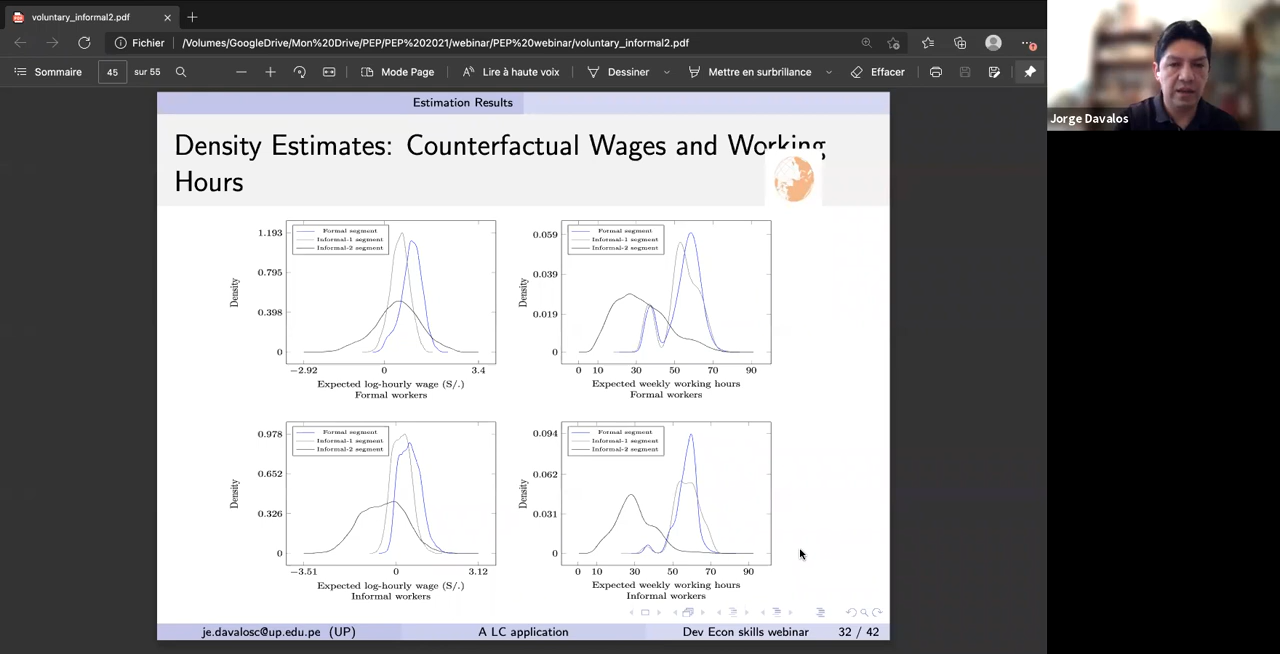 voluntary_informal2.pdf
Fichier
/Volumes/GoogleDrive/Mon%20Drive/PEP/PEP%202021/webinar/PEP%20webinar/voluntary_informal2.pdf
Sommaire
45
sur 55
Mode Page
Lire à haute voix
Dessiner
Mettre en surbrillance
Effacer
Jorge Davalos
Estimation Results
Density Estimates: Counterfactual Wages and Working
Hours
Formal segment
Informal-1 segment
Informal-2 segment
1.193
0.795
0.398
0
Density
−2.92
0
3.4
Expected log-hourly wage (S/.)
Formal workers
Formal segment
Informal-1 segment
Informal-2 segment
0.059
0.039
0.019
0
Density
0
10
30
50
70
90
Expected weekly working hours
Formal workers
Formal segment
Informal-1 segment
Informal-2 segment
0.978
0.652
0.326
0
Density
−3.51
0
3.12
Expected log-hourly wage (S/.)
Informal workers
Formal segment
Informal-1 segment
Informal-2 segment
0.094
0.062
0.031
0
Density
0
10
30
50
70
90
Expected weekly working hours
Informal workers
je.davalosc@up.edu.pe (UP)
A LC application
Dev Econ skills webinar
32 / 42